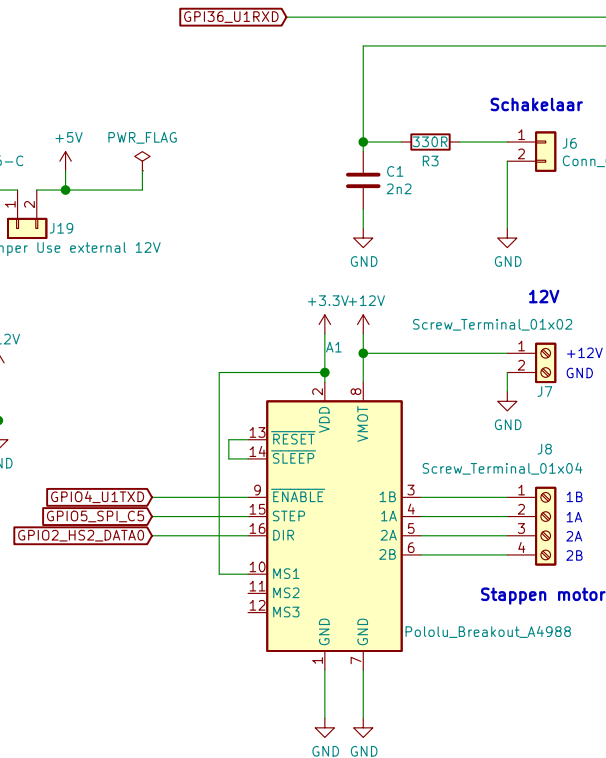 GPI36_U1RXD
Schakelaar
+5V
PWR_FLAG
330R
R3
1
2
J6
Conn_
C1
2n2
-C
1
2
J19
mper Use external 12V
GND
GND
12V
+3.3V
+12V
Screw_Terminal_01x02
2V
A1
1
2
+12V
GND
J7
GND
2
8
VDD
VMOT
13
RESET
14
SLEEP
J8
Screw_Terminal_01x04
ND
GPIO4_U1TXD
9
ENABLE
1B
3
1
1B
GPIO5_SPI_C5
15
STEP
1A
4
2
1A
GPIO2_HS2_DATA0
16
DIR
2A
5
3
2A
2B
6
4
2B
10
MS1
11
MS2
12
MS3
Stappen motor
GND
GND
Pololu_Breakout_A4988
1
7
GND
GND